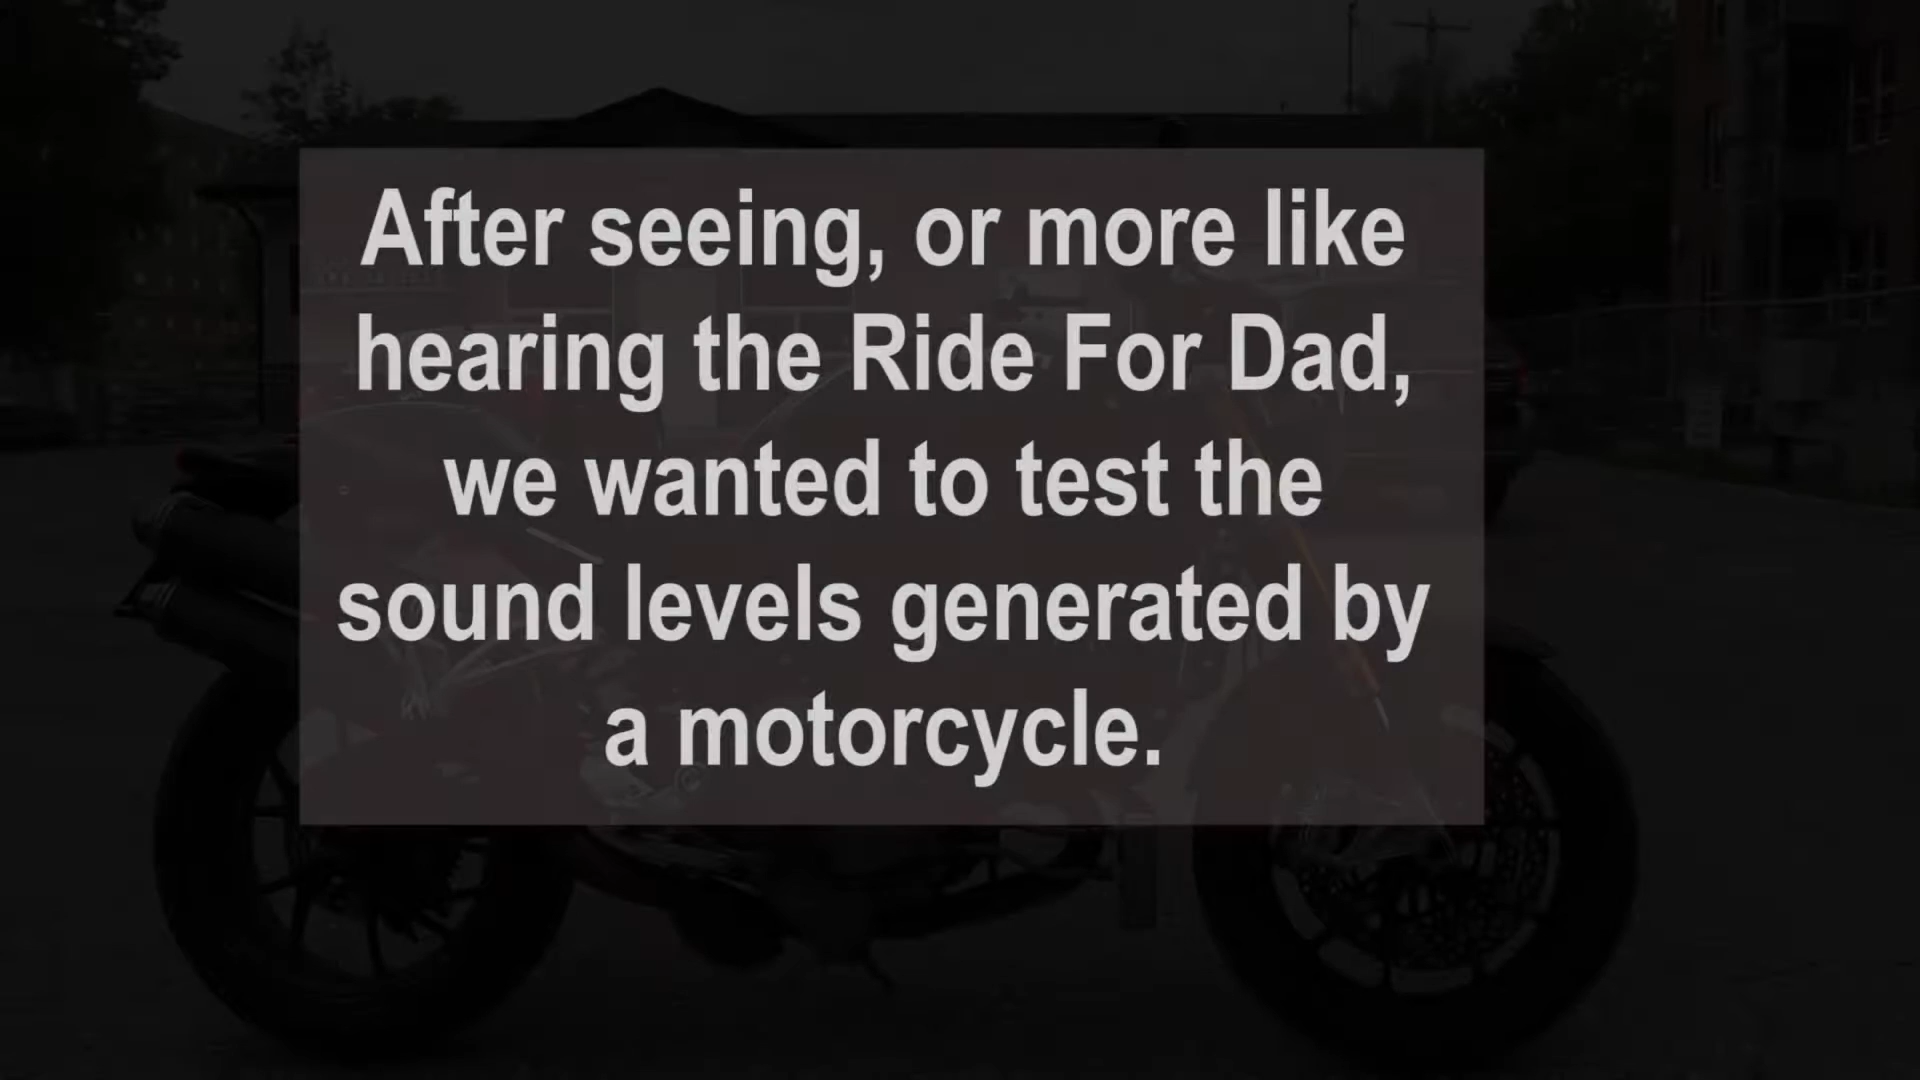 After seeing, or more like
hearing the Ride For Dad,
we wanted to test the
sound levels generated by
a motorcycle.